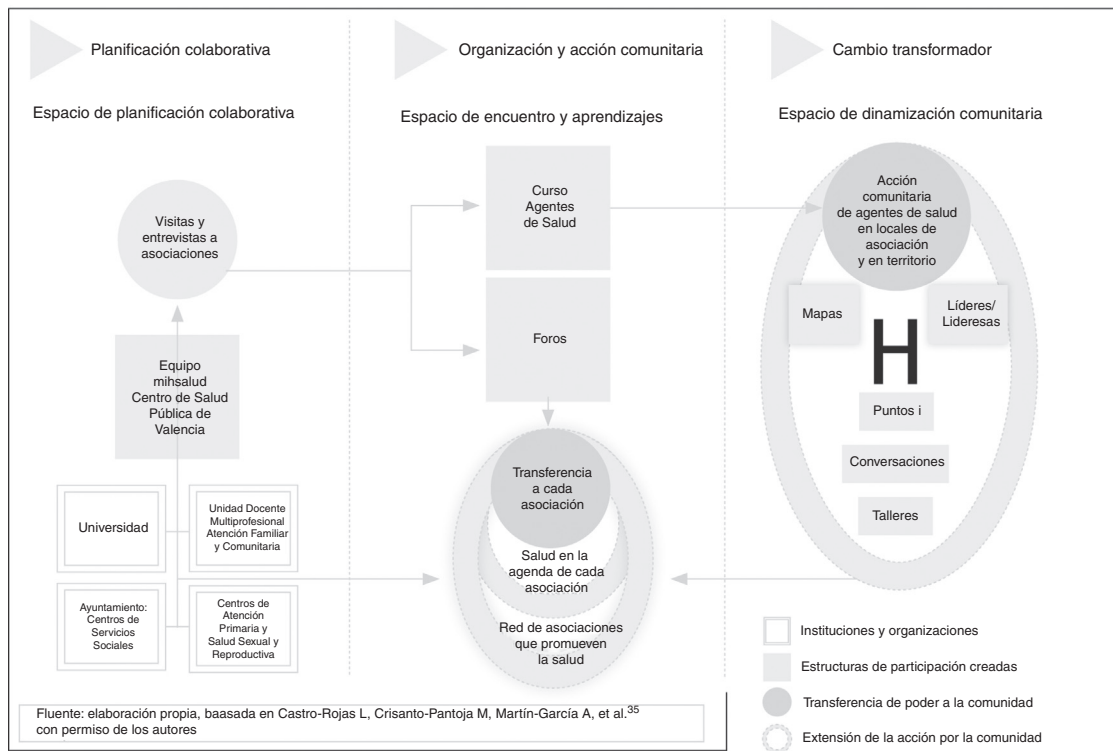 Planificación colaborativa
Organización y acción comunitaria
Cambio transformador
Espacio de planificación colaborativa
Espacio de encuentro y aprendizajes
Espacio de dinamización comunitaria
Visitas y
entrevistas a
asociaciones
Equipo
mihsalud
Centro de Salud
Pública de
Valencia
Universidad
Unidad Docente
Multiprofesional
Atención Familiar
y Comunitaria
Ayuntamiento:
Centros de
Servicios
Sociales
Centros de
Atención
Primaria y
Salud Sexual y
Reproductiva
Curso
Agentes
de Salud
Foros
Transferencia
a cada
asociación
Salud en la
agenda de cada
asociación
Red de asociaciones
que promueven
la salud
Acción
comunitaria
de agentes de salud
en locales de
asociación
y en territorio
Mapas
Líderes/
Lideresas
H
Puntos i
Conversaciones
Talleres
Instituciones y organizaciones
Estructuras de participación creadas
Transferencia de poder a la comunidad
Extensión de la acción por la comunidad
Fluente: elaboración propia, baasada en Castro-Rojas L, Crisanto-Pantoja M, Martín-García A, et al.35
con permiso de los autores